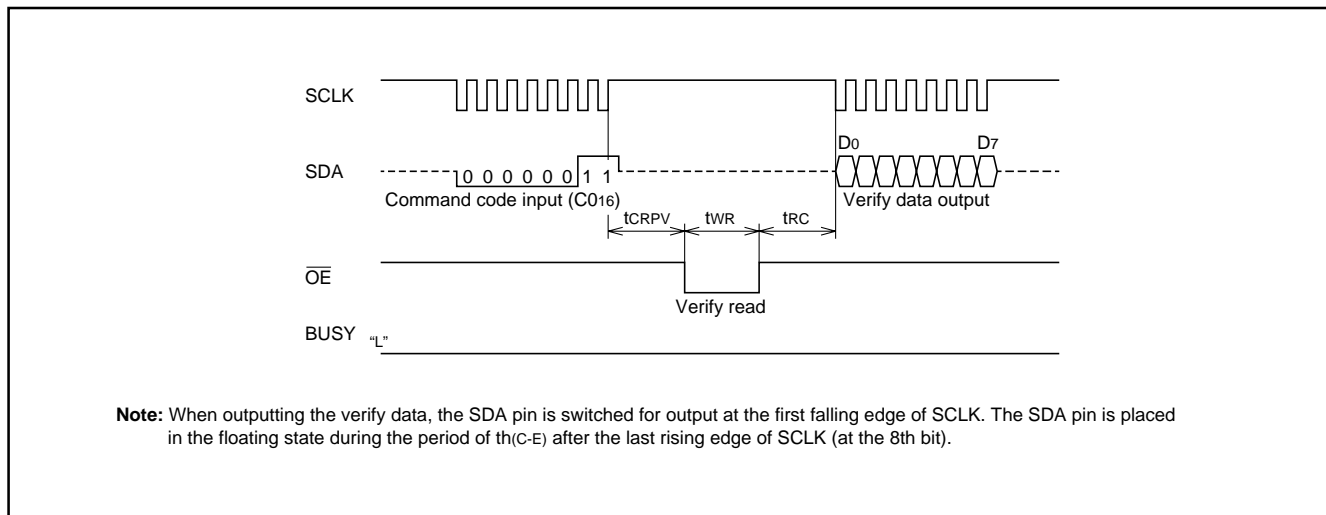 SCLK
D0 D7
SDA
0 0 0 0 0 0 1 1
Command code input (C016) Verify data output
tCRPV tWR tRC
OE
Verify read
BUSY "L"
Note: When outputting the verify data, the SDA pin is switched for output at the first falling edge of SCLK. The SDA pin is placed
in the floating state during the period of th(C-E) after the last rising edge of SCLK (at the 8th bit).